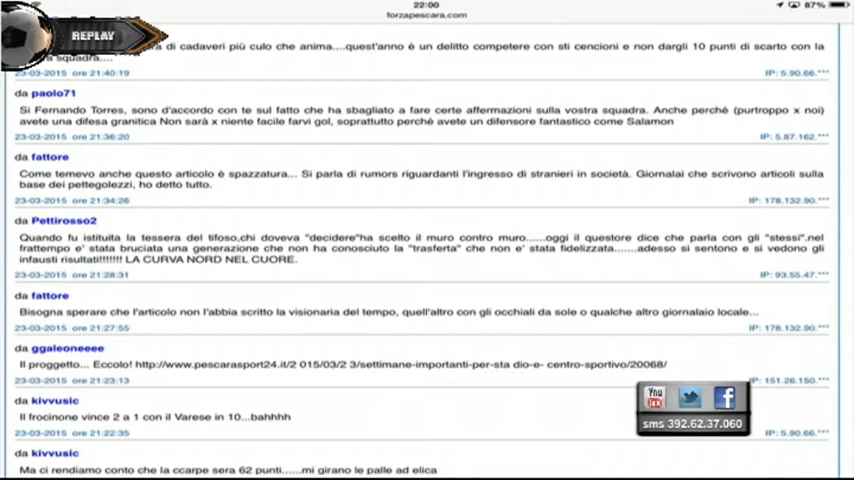 22:00
87%
forzapescara.com
REPLAY
di cadaveri più culo che anima....quest'anno è un delitto competere con sti cencioni e non dargli 10 punti di scarto con la
squadra....
23-03-2015 ore 21:40:19
IP: 5.90.66.***
da paolo71
Si Fernando Torres, sono d'accordo con te sul fatto che ha sbagliato a fare certe affermazioni sulla vostra squadra. Anche perché (purtroppo x noi)
avete una difesa granitica Non sarà x niente facile farvi gol, soprattutto perché avete un difensore fantastico come Salamon
23-03-2015 ore 21:36:20
IP: 5.87.162.***
da fattore
Come temevo anche questo articolo è spazzatura... Si parla di rumors riguardanti l'ingresso di stranieri in società. Giornalai che scrivono articoli sulla
base dei pettegolezzi, ho detto tutto.
23-03-2015 ore 21:34:26
IP: 178.132.90.***
da Pettirosso2
Quando fu istituita la tessera del tifoso,chi doveva "decidere"ha scelto il muro contro muro......oggi il questore dice che parla con gli "stessi".nel
frattempo e' stata bruciata una generazione che non ha conosciuto la "trasferta" che non e' stata fidelizzata.......adesso si sentono e si vedono gli
infausti risultati!!!!!!! LA CURVA NORD NEL CUORE.
23-03-2015 ore 21:28:31
IP: 93.55.47.***
da fattore
Bisogna sperare che l'articolo non l'abbia scritto la visionaria del tempo, quell'altro con gli occhiali da sole o qualche altro giornalaio locale...
23-03-2015 ore 21:27:55
IP: 178.132.90.***
da ggaleoneeee
Il proggetto... Eccolo! http://www.pescarasport24.it/2 015/03/2 3/settimane-importanti-per-sta dio-e- centro-sportivo/20068/
23-03-2015 ore 21:23:13
IP: 151.26.150.***
da kivvusic
Il frocinone vince 2 a 1 con il Varese in 10...bahhhh
23-03-2015 ore 21:22:35
IP: 5.90.66.***
You
f
sms 392.62.37.060
da kivvusic
Ma ci rendiamo conto che la ccarpe sera 62 punti......mi girano le palle ad elica